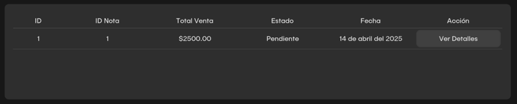 ID ID Nota Total Venta Estado Fecha Acción
1 1 $2500.00 Pendiente 14 de abril del 2025 Ver Detalles